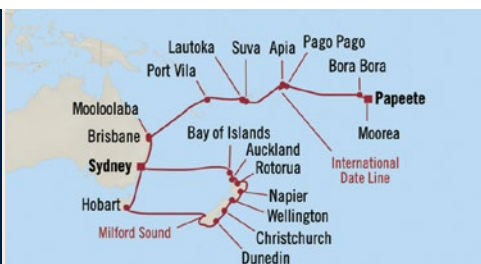 Lautoka Suva Apia Pago Pago
Port Vila
Bora Bora
Papeete
Mooloolaba
Moorea
Brisbane
Bay of Islands
Auckland
International
Date Line
Sydney
Rotorua
Napier
Hobart
Wellington
Milford Sound
Christchurch
Dunedin